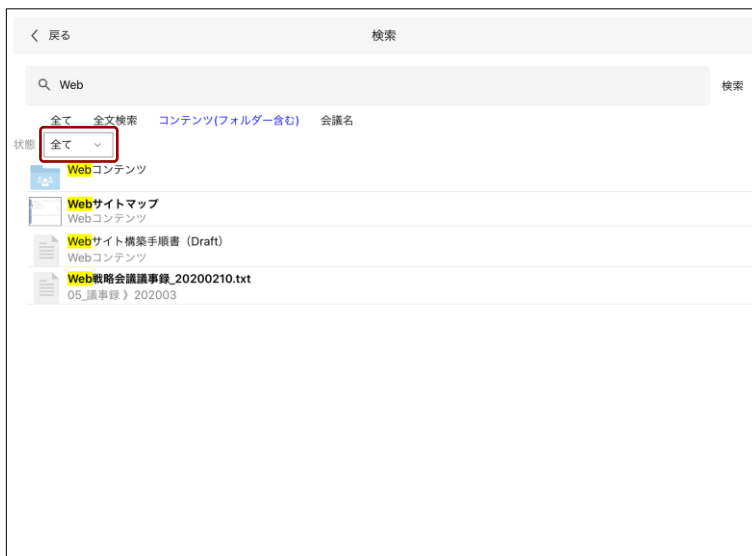 戻る 検索
Web 検索
全て 全文検索 コンテンツ(フォルダー含む) 会議名
状態 全て
Webコンテンツ
Webサイトマップ
Webコンテンツ
Webサイト構築手順書（Draft）
Webコンテンツ
Web戦略会議議事録_20200210.txt
05_議事録 》202003